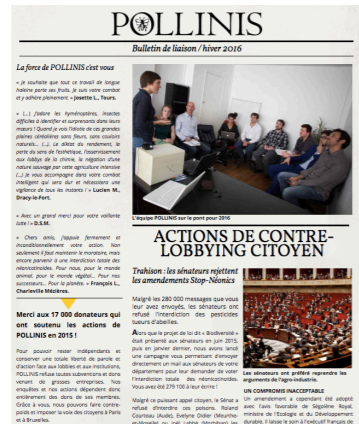 POLLINIS
Bulletin de liaison / hiver 2016
La force de POLLINIS c'est vous
« Je souhaite que tout ce travail de longue
haleine porte ses fruits. Je suis votre combat
et y adhère pleinement. » Josette L., Tours.
« (...) J'adore les hyménoptères, insectes
difficiles à identifier et surprenants dans leurs
mœurs ! Quand je vois l'idiotie de ces grandes
plaines céréalières sans fleurs, sans couloirs
naturels... (...). Le diktat du rendement, la
perte du sens de l'esthétique, l'asservissement
aux lobbys de la chimie, la négation d'une
nature sauvage par cette agriculture intensive
(...) Je vous accompagne dans votre combat
intelligent qui sera dur et nécessitera une
vigilance de tous les instants ! » Lucien M.,
Dracy-le-Fort.
« Avec un grand merci pour votre vaillante
lutte ! » D.S.M.
« Chers amis, j'appuie fermement et
inconditionnellement votre action. Non
seulement il faut maintenir le moratoire, mais
encore parvenir à une interdiction totale des
néonicotinoïdes. Pour nous, pour le monde
animal, pour le monde végétal... Pour nos
successeurs... Pour la planète. » François L.,
Charleville Mézières.
Merci aux 17 000 donateurs qui
ont soutenu les actions de
POLLINIS en 2015 !
Pour pouvoir rester indépendants et
conserver une totale liberté de parole et
d'action face aux lobbies et aux institutions,
POLLINIS refuse toutes subventions et dons
venant de grosses entreprises. Nos
enquêtes et nos actions dépendent donc
entièrement des dons de ses membres.
Grâce à vous, nous pouvons faire contre-
poids et imposer la voix des citoyens à Paris
et à Bruxelles.
L'équipe POLLINIS sur le pont pour 2016
ACTIONS DE CONTRE-
LOBBYING CITOYEN
Trahison : les sénateurs rejettent
les amendements Stop-Néonics
Malgré les 280 000 messages que vous
leur avez envoyés, les sénateurs ont
refusé l'interdiction des pesticides
tueurs d'abeilles.
Alors que le projet de loi dit « Biodiversité »
était présenté aux sénateurs en juin 2015,
puis en janvier dernier, nous avons lancé
une campagne vous permettant d'envoyer
directement un mail aux sénateurs de votre
département pour leur demander de voter
l'interdiction totale des néonicotinoïdes.
Vous avez été 279 100 à leur écrire !
Malgré ce puissant appel citoyen, le Sénat a
refusé d'interdire ces poisons. Roland
Courteau (Aude), Evelyne Didier (Meurthe-
et-Moselle) ou Joël Labbé (Morbihan) les
Les sénateurs ont préféré reprendre les
arguments de l'agro-industrie.
UN COMPROMIS INACCEPTABLE
Un amendement a cependant été adopté
avec l'avis favorable de Ségolène Royal,
ministre de l'Ecologie et du Développement
durable. Il laisse le soin à l'exécutif français de